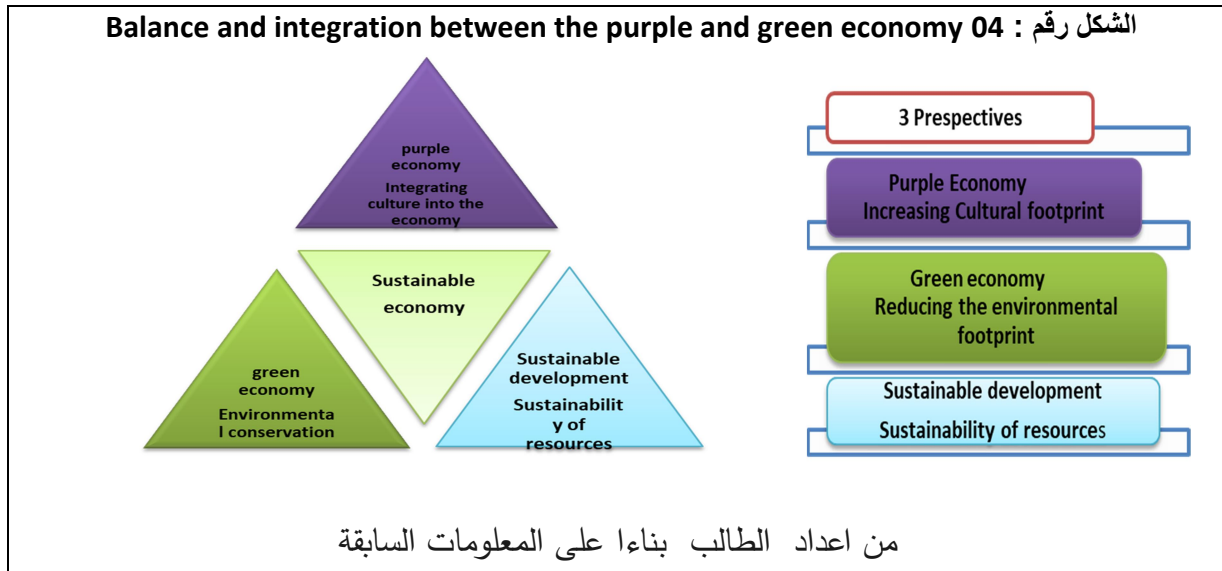 الشكل رقم : 04 Balance and integration between the purple and green economy
purple
economy
Integrating
culture into the
economy
Sustainable
economy
green
economy
Environmenta
l conservation
Sustainable
development
Sustainabilit
y of
resources
3 Prespectives
Purple Economy
Increasing Cultural footprint
Green economy
Reducing the environmental
footprint
Sustainable development
Sustainability of resources
من اعداد الطالب بناءا على المعلومات السابقة